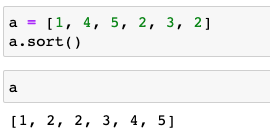 a = [1, 4, 5, 2, 3, 2]
a.sort()
a
[1, 2, 2, 3, 4, 5]